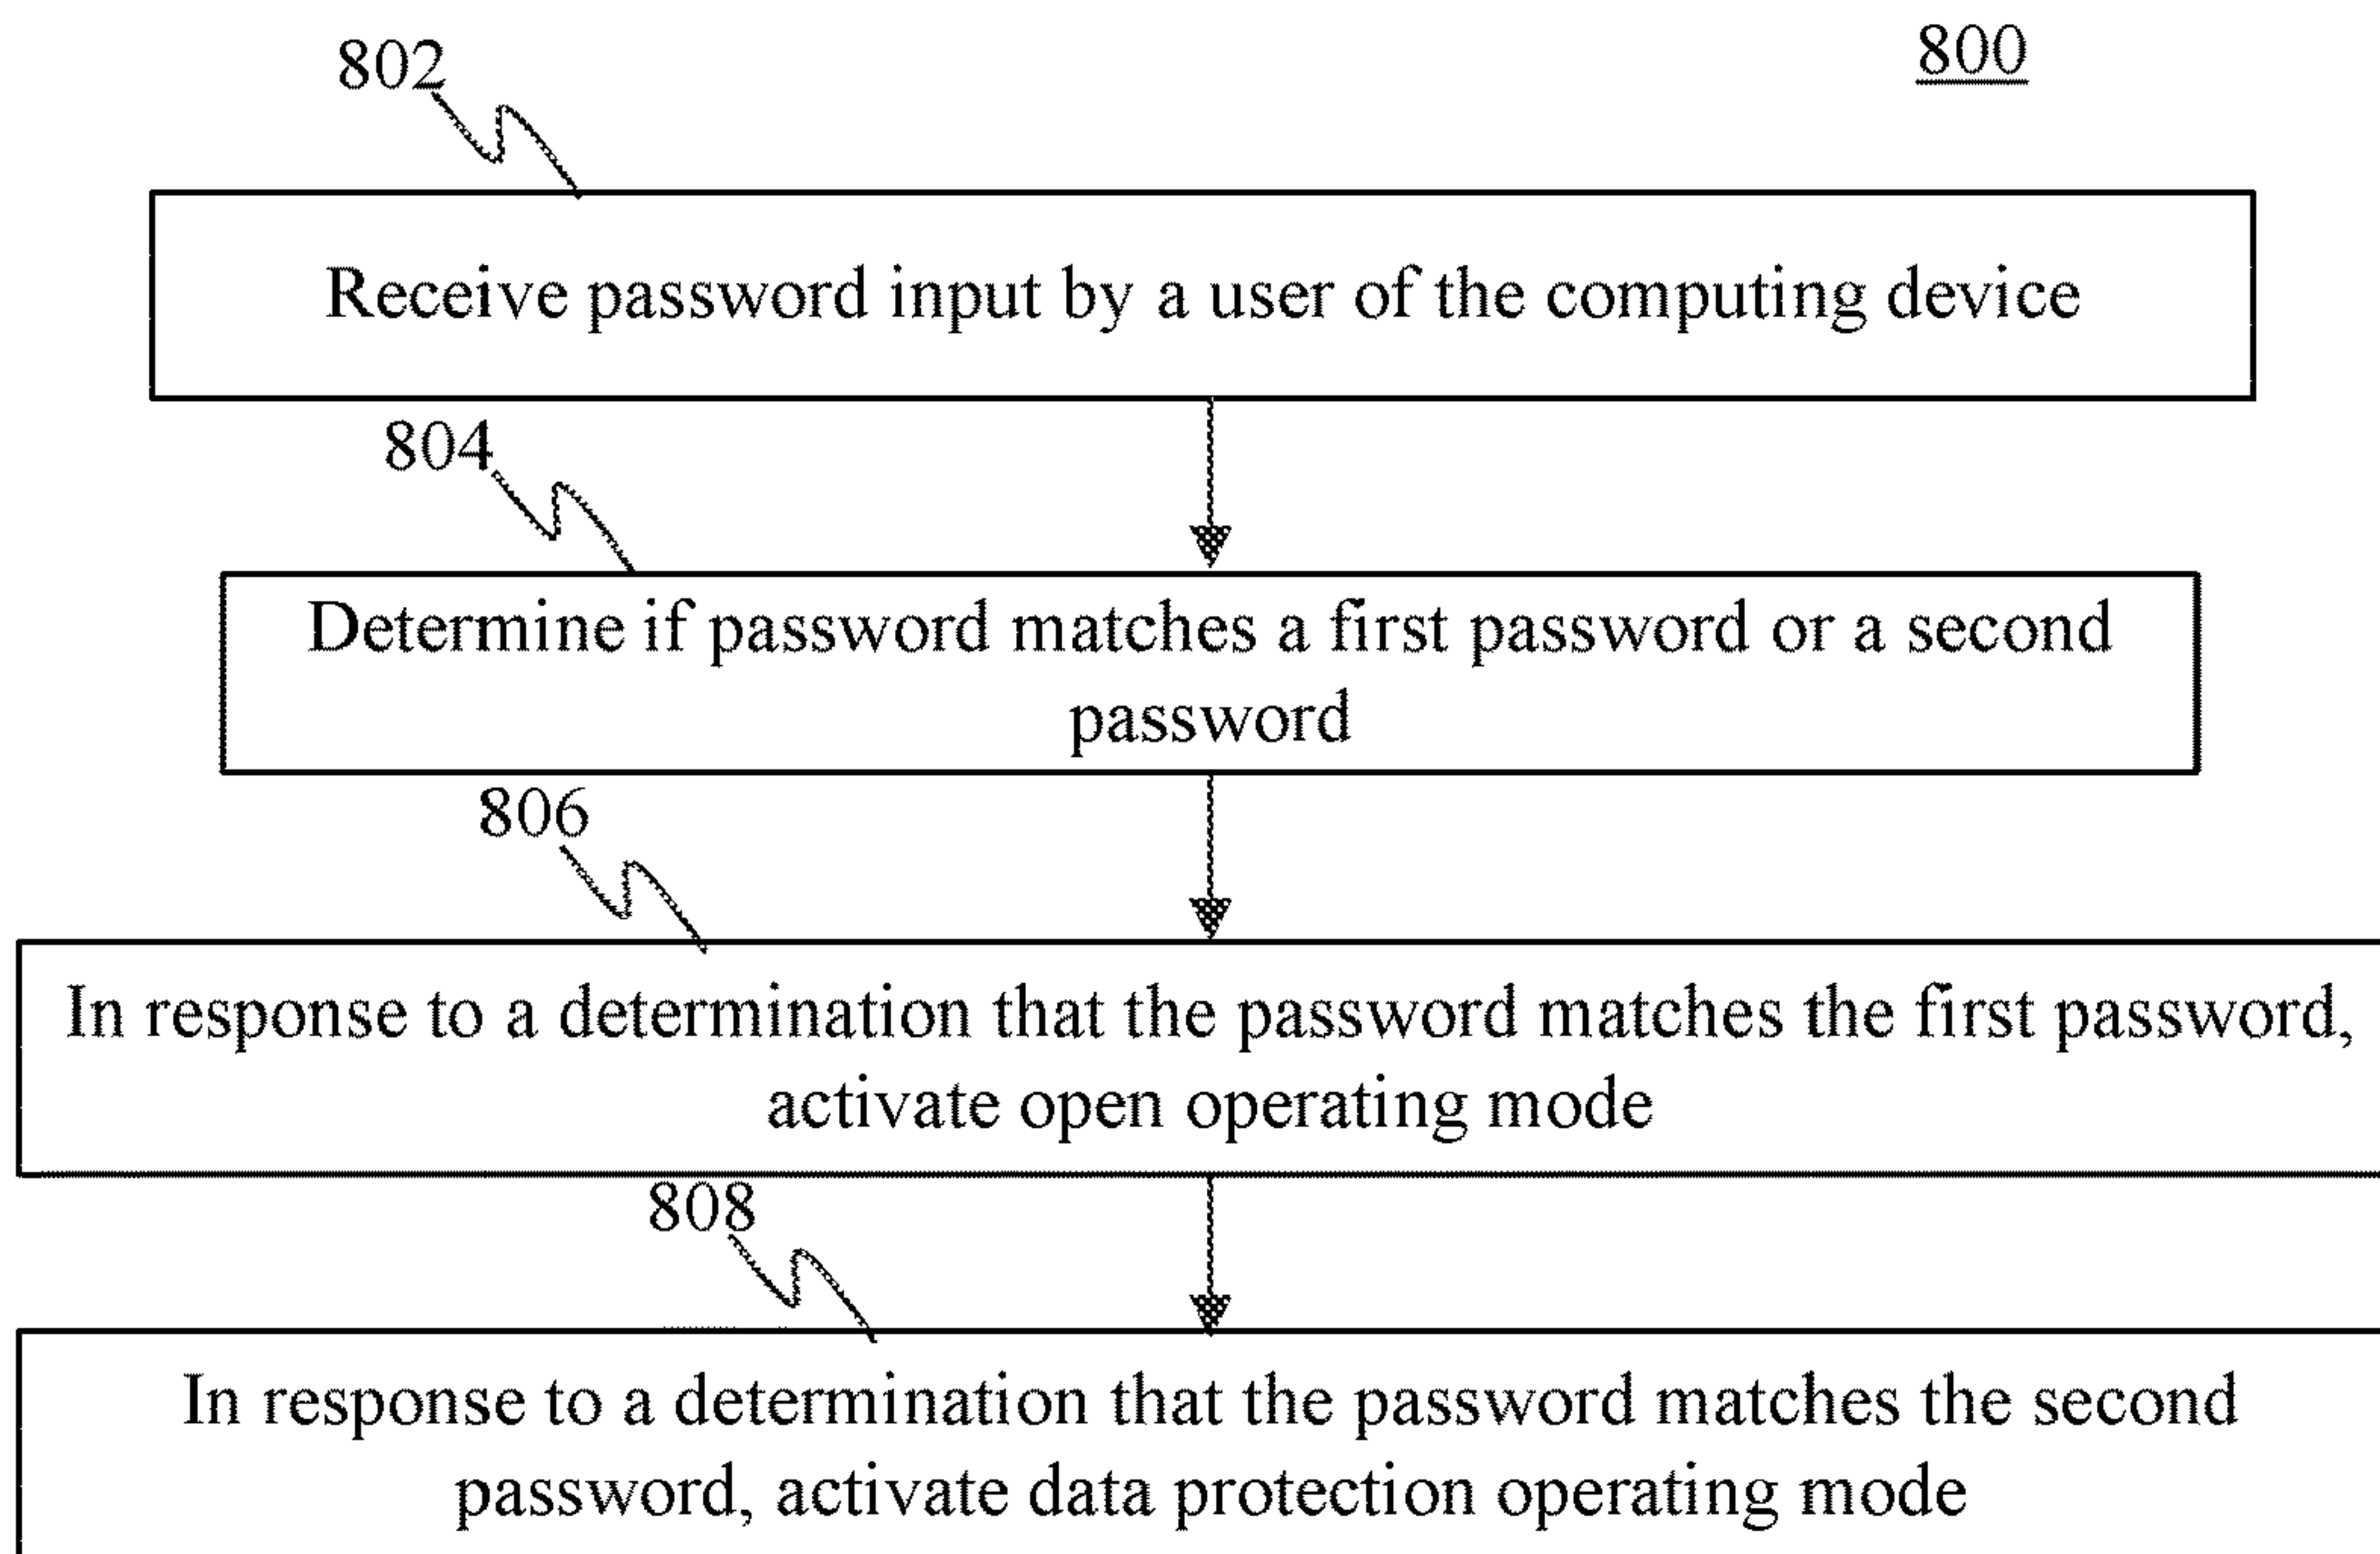 800
802
Receive password input by a user of the computing device
804
Determine if password matches a first password or a second
password
806
In response to a determination that the password matches the first password,
activate open operating mode
808
In response to a determination that the password matches the second
password, activate data protection operating mode